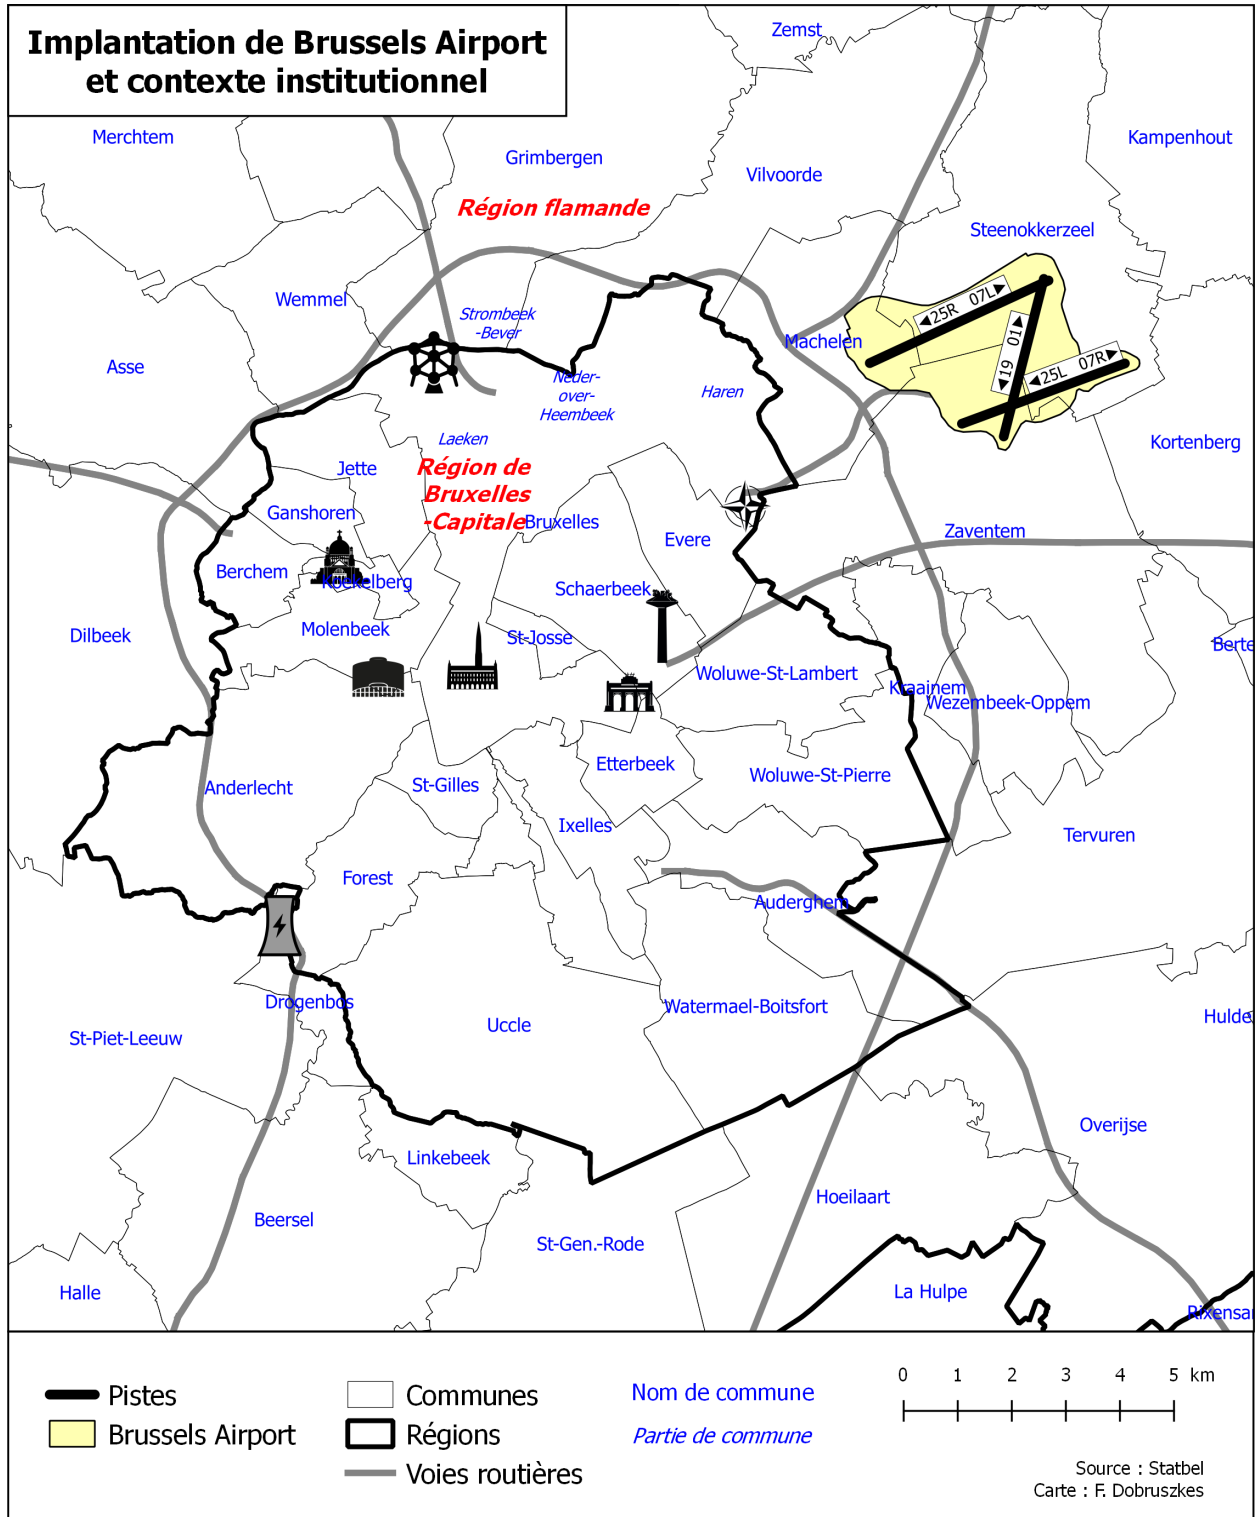 Implantation de Brussels Airport
et contexte institutionnel
Zemst
Merchtem
Kampenhout
Grimbergen
Vilvoorde
Région flamande
Steenokkerzeel
Wemmel
◀25R 07L▶
Strombeek
-Bever
◀19 01▶
Machelen
Asse
◀25L 07R▶
Neder-
over-
Heembeek
Haren
Laeken
Kortenberg
Jette
Région de
Bruxelles
-Capitale
Ganshoren
Bruxelles
Evere
Zaventem
Berchem
Koekelberg
Schaerbeek
Molenbeek
Dilbeek
St-Josse
Berte
Woluwe-St-Lambert
Kraainem
Wezembeek-Oppem
Etterbeek
Woluwe-St-Pierre
Anderlecht
St-Gilles
Ixelles
Tervuren
Forest
Auderghem
Drogenbos
Watermael-Boitsfort
Uccle
Hulde
St-Piet-Leeuw
Overijse
Linkebeek
Hoeilaart
Beersel
St-Gen.-Rode
Halle
La Hulpe
Rixensar
Pistes
Brussels Airport
Communes
Régions
Voies routières
Nom de commune
Partie de commune
0 1 2 3 4 5 km
Source : Statbel
Carte : F. Dobruszkes